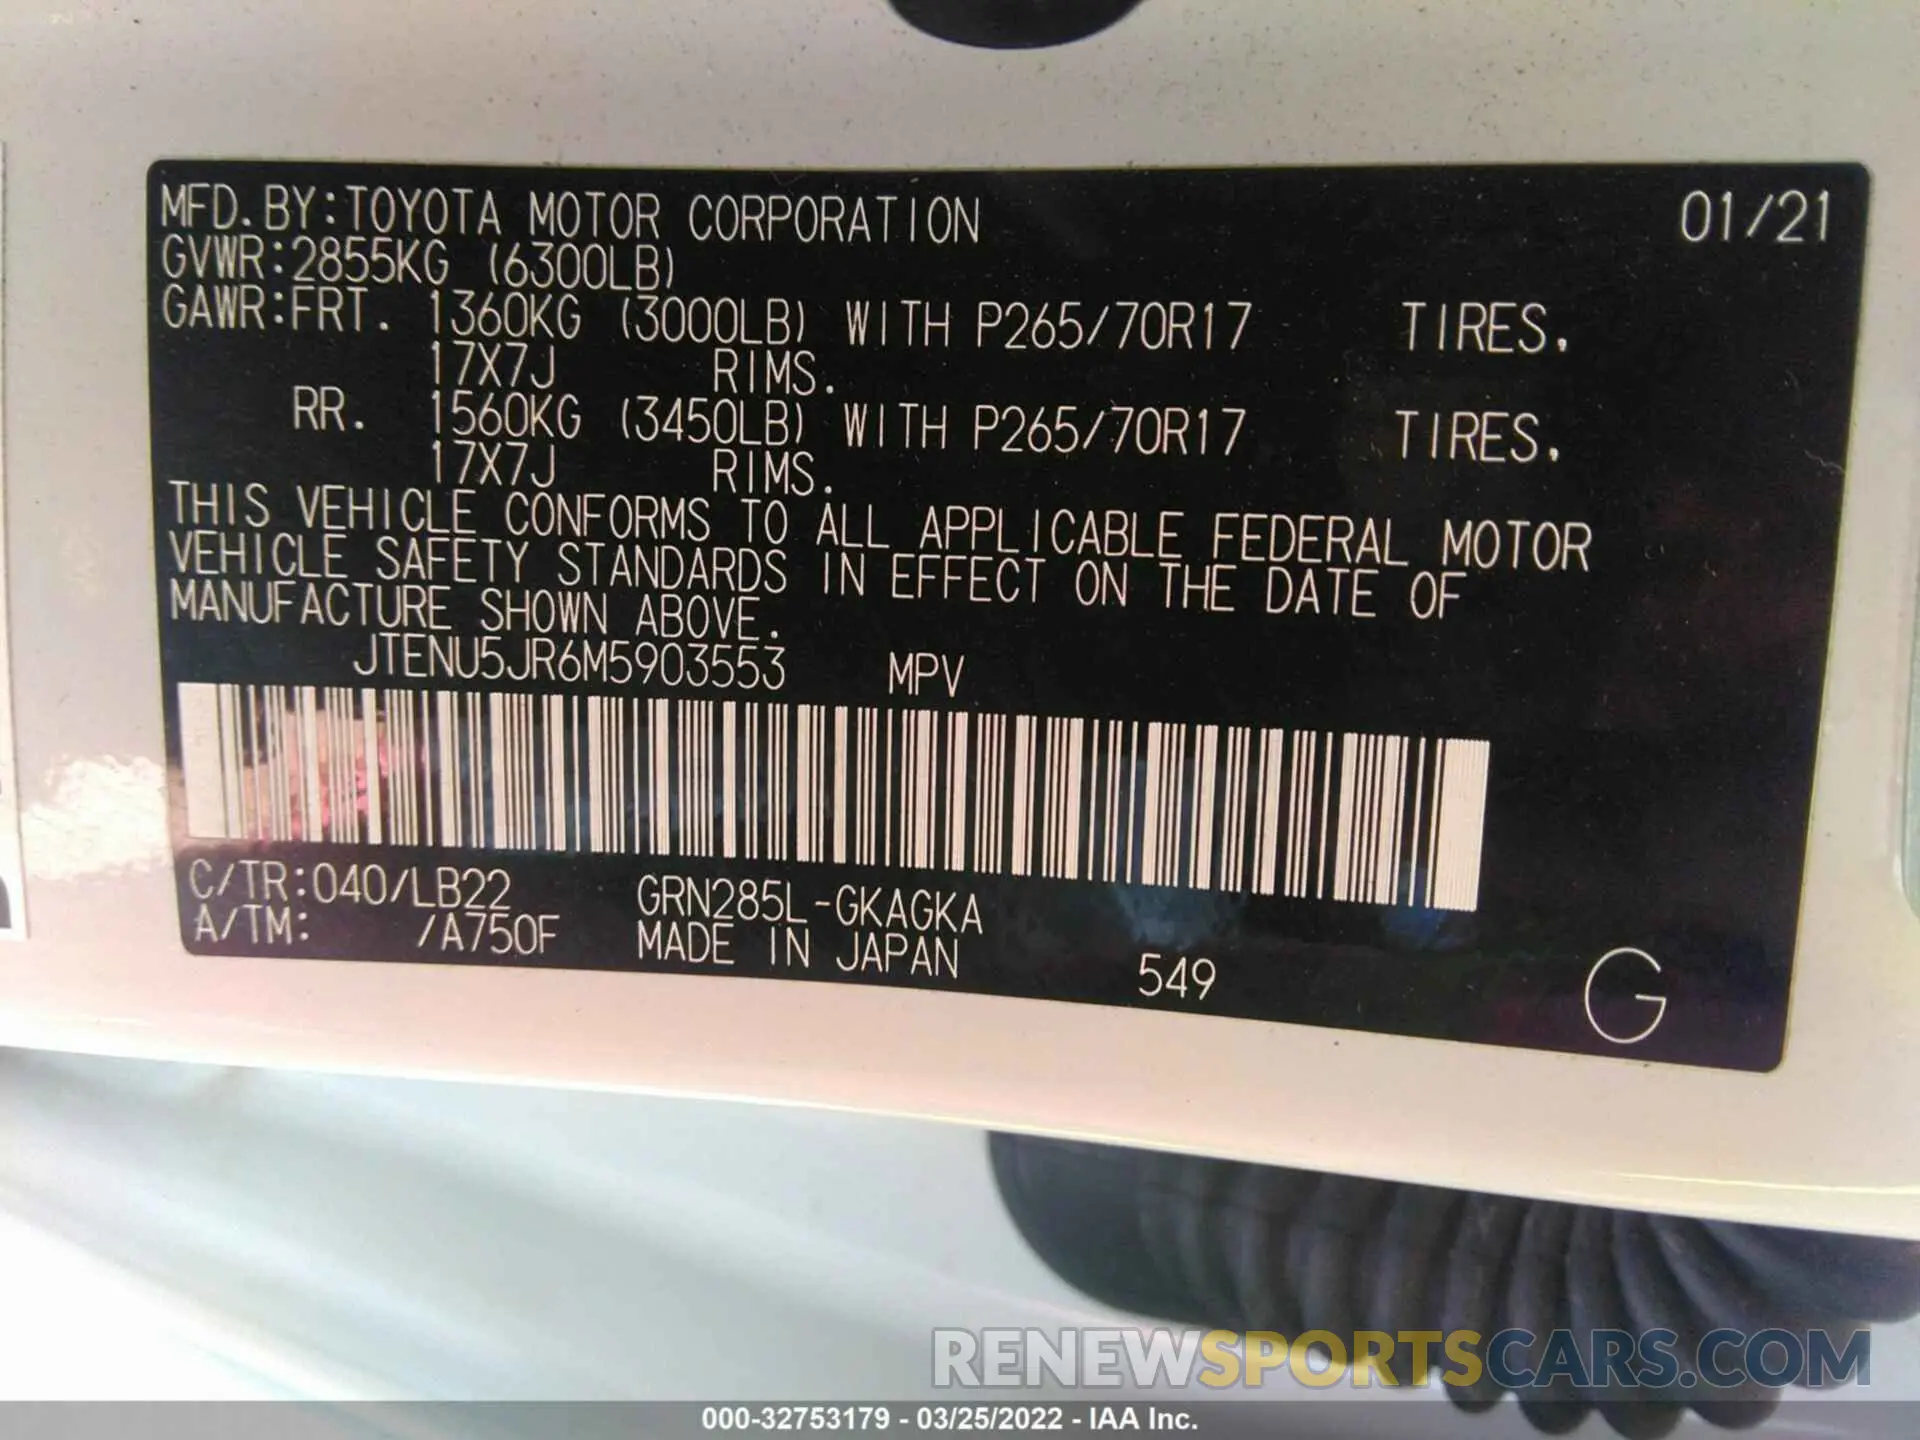 MFD.BY:TOYOTA MOTOR CORPORATION 01/21
GVWR:2855KG (6300LB)
GAWR:FRT. 1360KG (3000LB) WITH P265/70R17 TIRES.
17X7J RIMS.
RR. 1560KG (3450LB) WITH P265/70R17 TIRES.
17X7J RIMS.
THIS VEHICLE CONFORMS TO ALL APPLICABLE FEDERAL MOTOR
VEHICLE SAFETY STANDARDS IN EFFECT ON THE DATE OF
MANUFACTURE SHOWN ABOVE.
JTENU5JR6M5903553 MPV
C/TR:040/LB22 GRN285L-GKAGKA
A/TM: /A750F MADE IN JAPAN 549 G
RENEWSPORTSCARS.COM
000-32753179 - 03/25/2022 - IAA Inc.